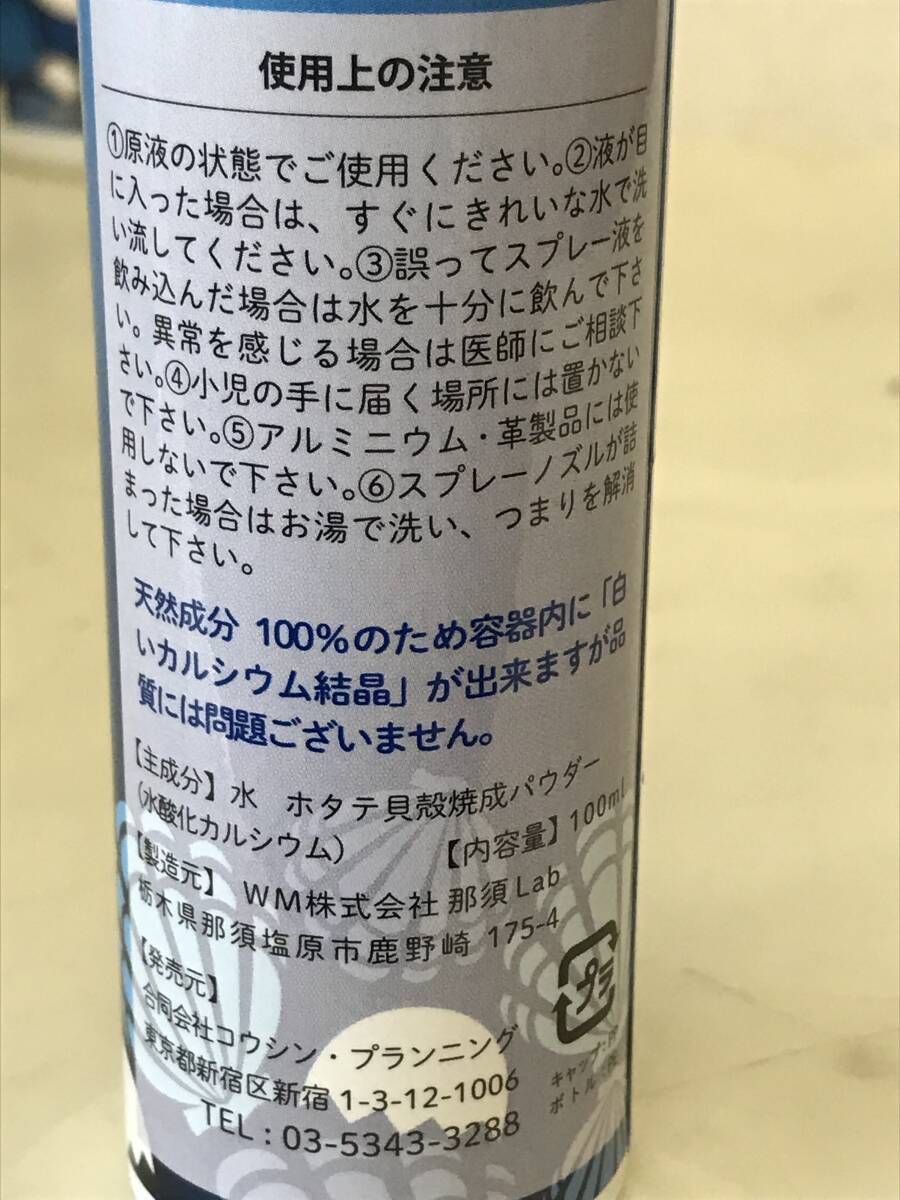 使用上の注意
①原液の状態でご使用ください。②液が目
に入った場合は、すぐにきれいな水で洗
い流してください。③誤ってスプレー液を
飲み込んだ場合は水を十分に飲んで下さ
い。異常を感じる場合は医師にご相談下
さい。④小児の手に届く場所には置かない
で下さい。⑤アルミニウム・革製品には使
用しないで下さい。⑥スプレーノズルが詰
まった場合はお湯で洗い、つまりを解消
して下さい。
天然成分 100%のため容器内に「白
いカルシウム結晶」が出来ますが品
質には問題ございません。
【主成分】水 ホタテ貝殻焼成パウダー
(水酸化カルシウム) 【内容量】100ml
【製造元】 WM株式会社 那須Lab
栃木県那須塩原市鹿野崎 175-4
【発売元】
合同会社コウシン・プランニング
東京都新宿区新宿 1-3-12-1006
TEL : 03-5343-3288
プラ
キャップ:
ボトル: